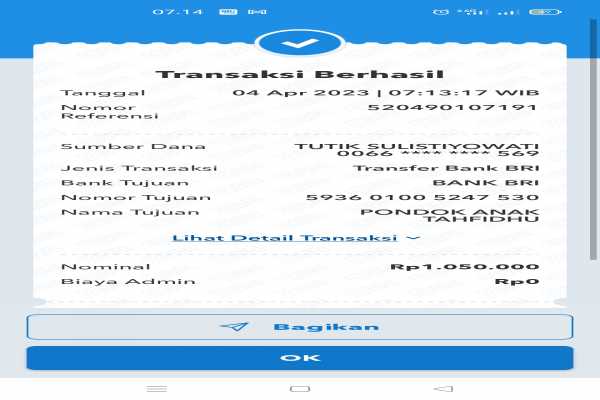 07.14
Transaksi Berhasil
Tanggal 04 Apr 2023 | 07:13:17 WIB
Nomor 520490107191
Referensi
Sumber Dana TUTIK SULISTIYOWATI
0066 **** **** 569
Jenis Transaksi Transfer Bank BRI
Bank Tujuan BANK BRI
Nomor Tujuan 5936 0100 5247 530
Nama Tujuan PONDOK ANAK
TAHFIDHU
Lihat Detail Transaksi
Nominal Rp1.050.000
Biaya Admin Rp0
Bagikan
OK